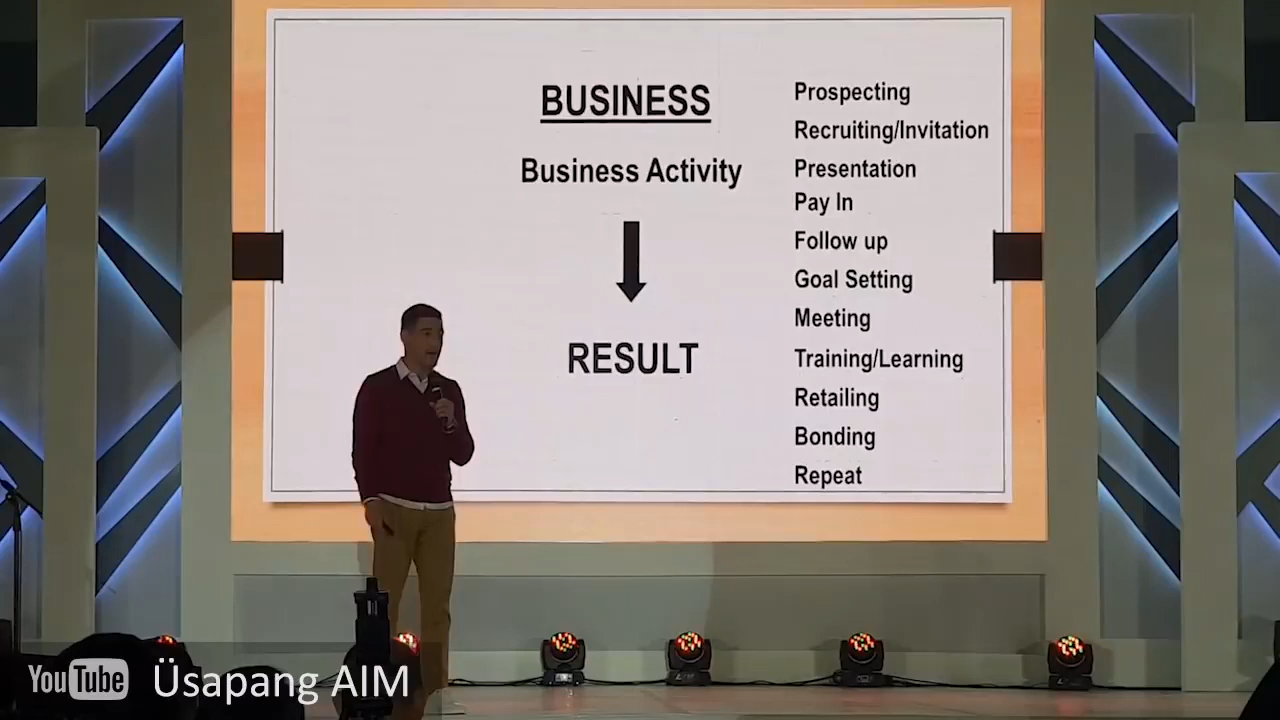 BUSINESS
Business Activity
RESULT
Prospecting
Recruiting/Invitation
Presentation
Pay In
Follow up
Goal Setting
Meeting
Training/Learning
Retailing
Bonding
Repeat
YouTube Üsapang AIM